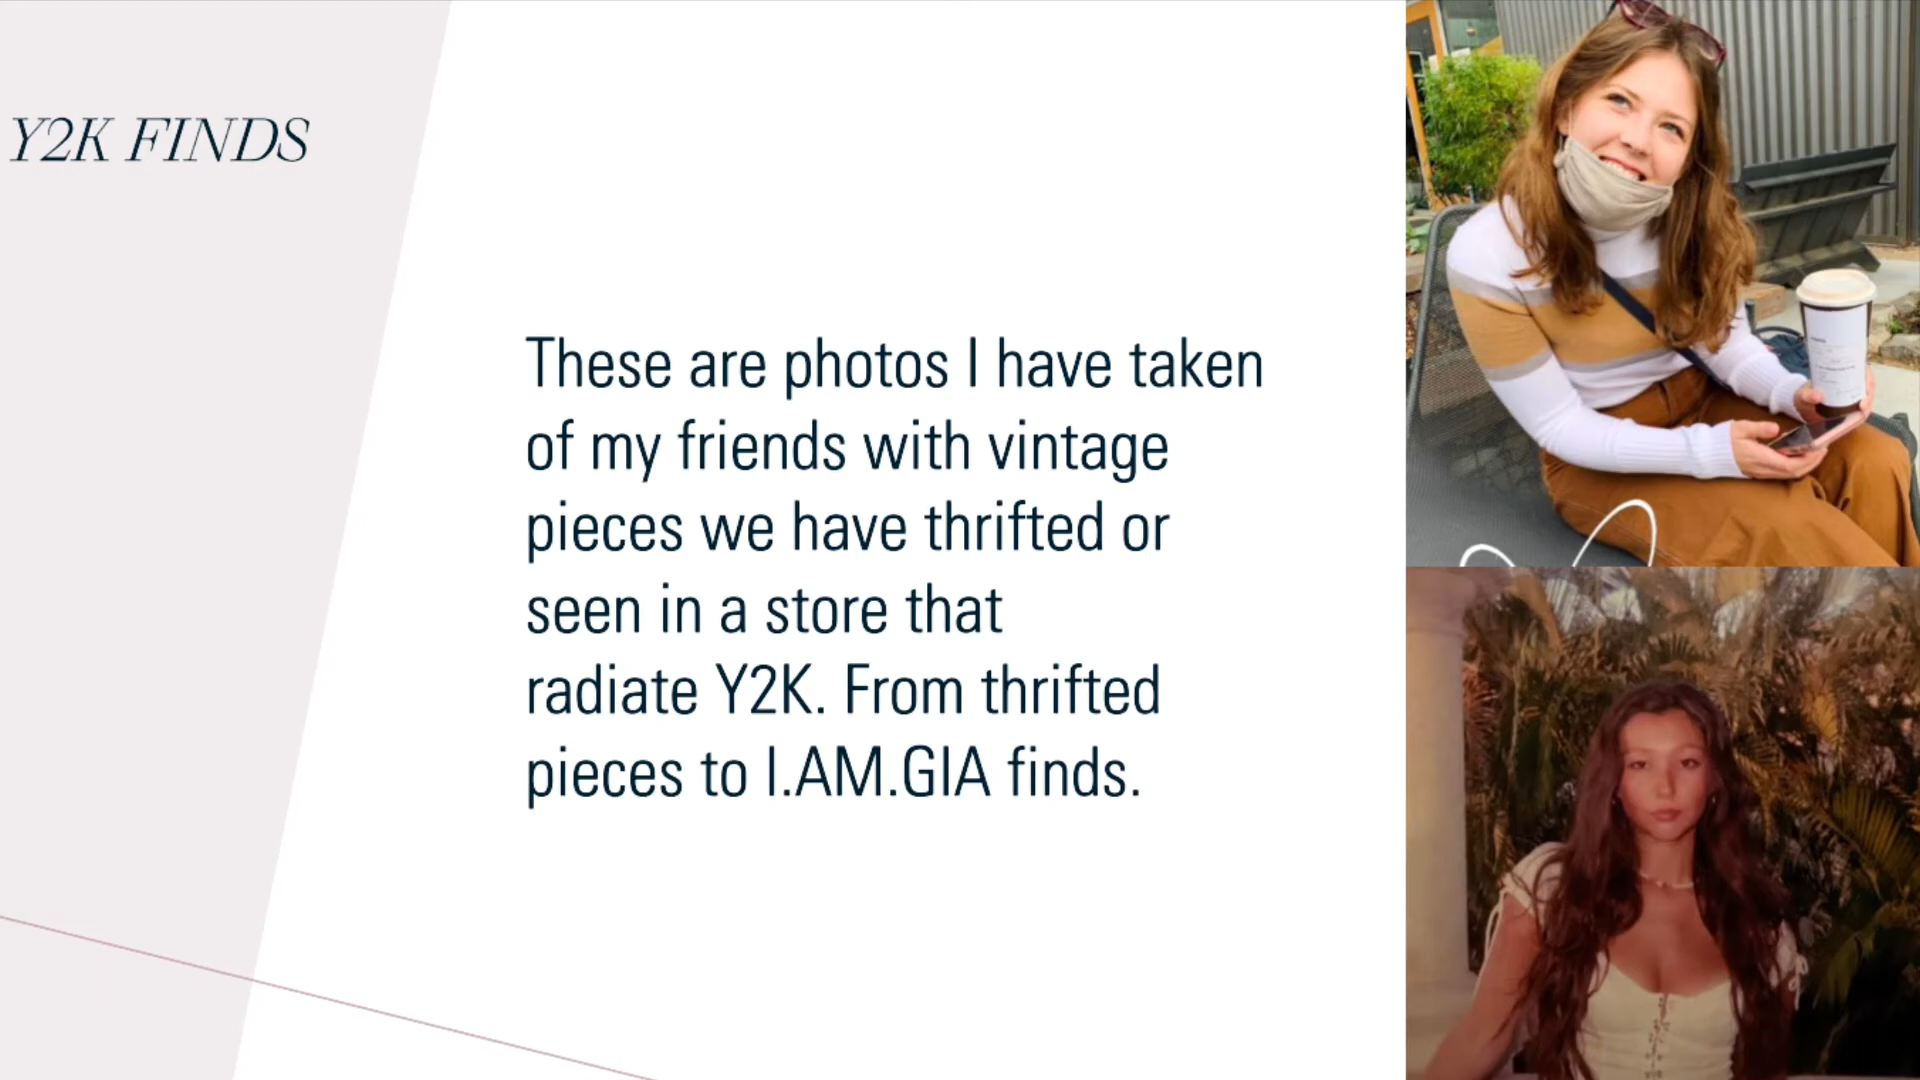 Y2K FINDS
These are photos I have taken
of my friends with vintage
pieces we have thrifted or
seen in a store that
radiate Y2K. From thrifted
pieces to I.AM.GIA finds.